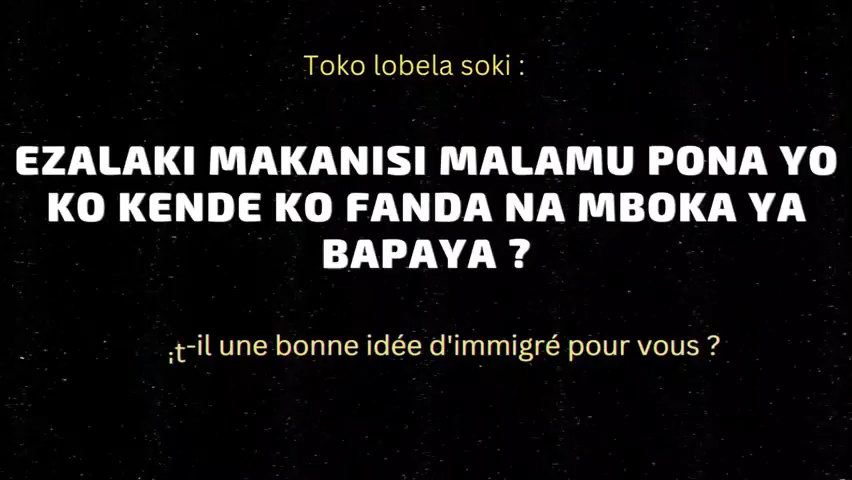 Toko lobela soki :
EZALAKI MAKANISI MALAMU PONA YO
KO KENDE KO FANDA NA MBOKA YA
BAPAYA ?
t-il une bonne idée d'immigré pour vous ?